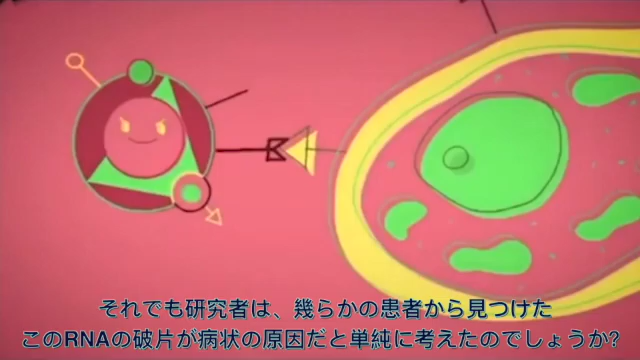 それでも研究者は、幾らかの患者から見つけた
このRNAの破片が病状の原因だと単純に考えたのでしょうか?